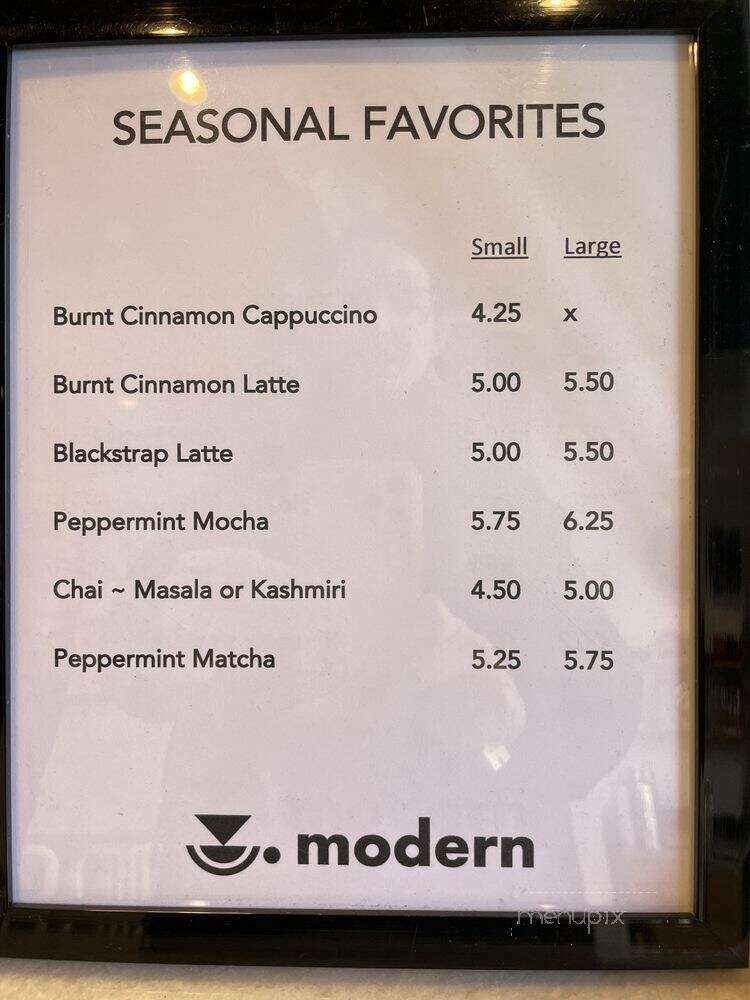 SEASONAL FAVORITES
Small Large
Burnt Cinnamon Cappuccino 4.25 x
Burnt Cinnamon Latte 5.00 5.50
Blackstrap Latte 5.00 5.50
Peppermint Mocha 5.75 6.25
Chai ~ Masala or Kashmiri 4.50 5.00
Peppermint Matcha 5.25 5.75
modern
menupix